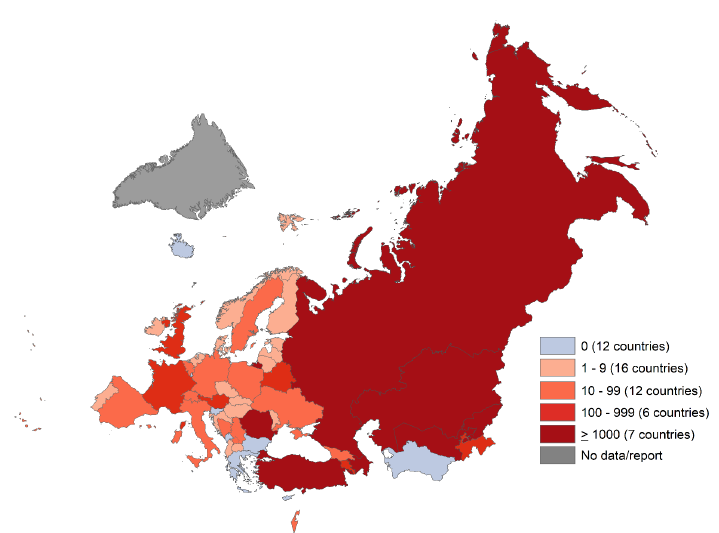 0 (12 countries)
1 - 9 (16 countries)
10 - 99 (12 countries)
100 - 999 (6 countries)
> 1000 (7 countries)
No data/report